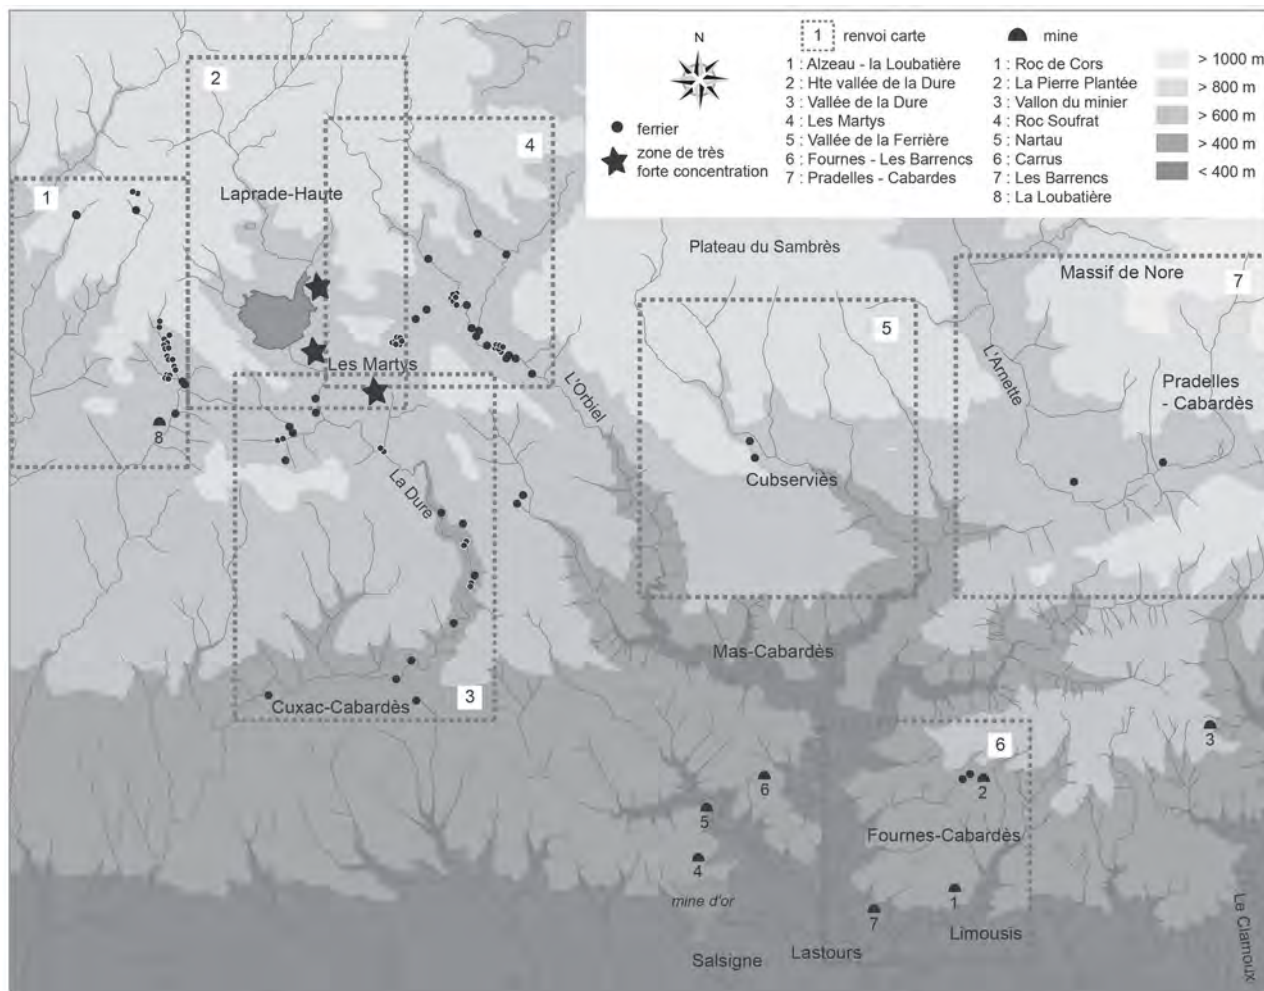 N
ferrier
zone de très
forte concentration
1 renvoi carte
1 : Alzeau - la Loubatière
2 : Hte vallée de la Dure
3 : Vallée de la Dure
4 : Les Martys
5 : Vallée de la Ferrière
6 : Fournes - Les Barrencs
7 : Pradelles - Cabardes
mine
1 : Roc de Cors
2 : La Pierre Plantée
3 : Vallon du minier
4 : Roc Soufrat
5 : Nartau
6 : Carrus
7 : Les Barrencs
8 : La Loubatière
> 1000 m
> 800 m
> 600 m
> 400 m
< 400 m
2
4
1
Laprade-Haute
Plateau du Sambrès
Massif de Nore
7
5
Les Martys
L'Orbiel
L'Arnette
Pradelles
- Cabardès
8
Cubserviès
La Dure
Mas-Cabardès
3
Cuxac-Cabardès
6
3
6
2
5
Fournes-Cabardès
4
mine d'or
1
7
Limousis
Lastours
Salsigne
Le Clamoux